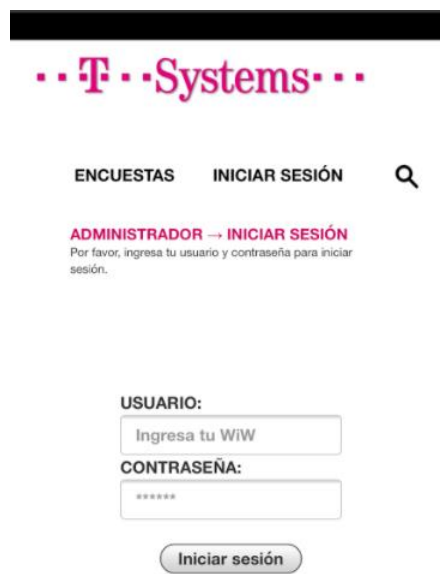 ·· T ··Systems···
ENCUESTAS INICIAR SESIÓN
ADMINISTRADOR → INICIAR SESIÓN
Por favor, ingresa tu usuario y contraseña para iniciar
sesión.
USUARIO:
Ingresa tu WiW
CONTRASEÑA:
******
Iniciar sesión